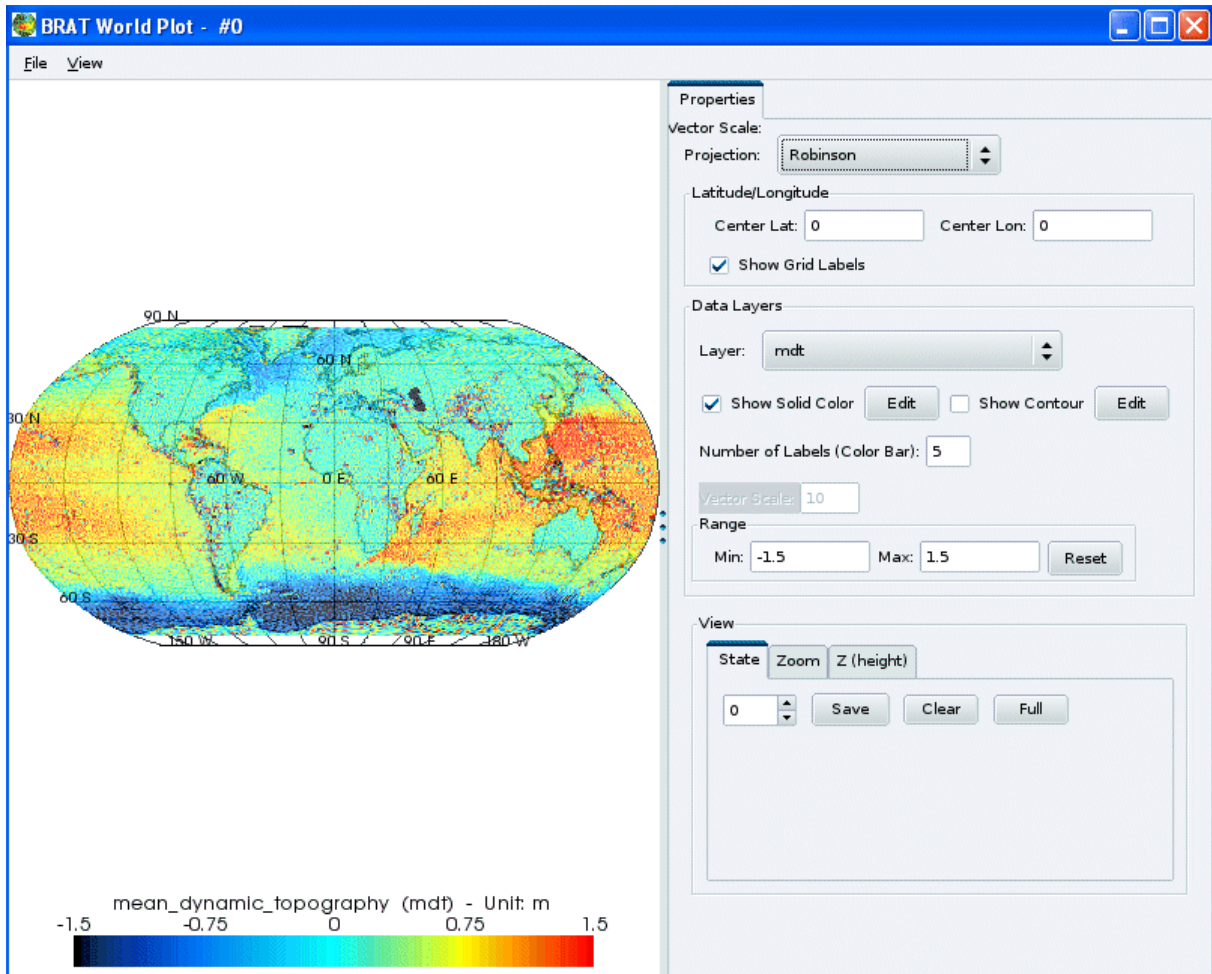 BRAT World Plot - #0
File View
Properties
Vector Scale:
Projection: Robinson
Latitude/Longitude
Center Lat: 0 Center Lon: 0
Show Grid Labels
Data Layers
Layer: mdt
Show Solid Color Edit Show Contour Edit
Number of Labels (Color Bar): 5
Vector Scale: 10
Range
Min: -1.5 Max: 1.5 Reset
View
State Zoom Z (height)
0 Save Clear Full
90 N
60 N
30 N
60 W 0 E 60 E
30 S
60 S
150 W 90 S 90 E 180 W
mean_dynamic_topography (mdt) - Unit: m
-1.5 -0.75 0 0.75 1.5